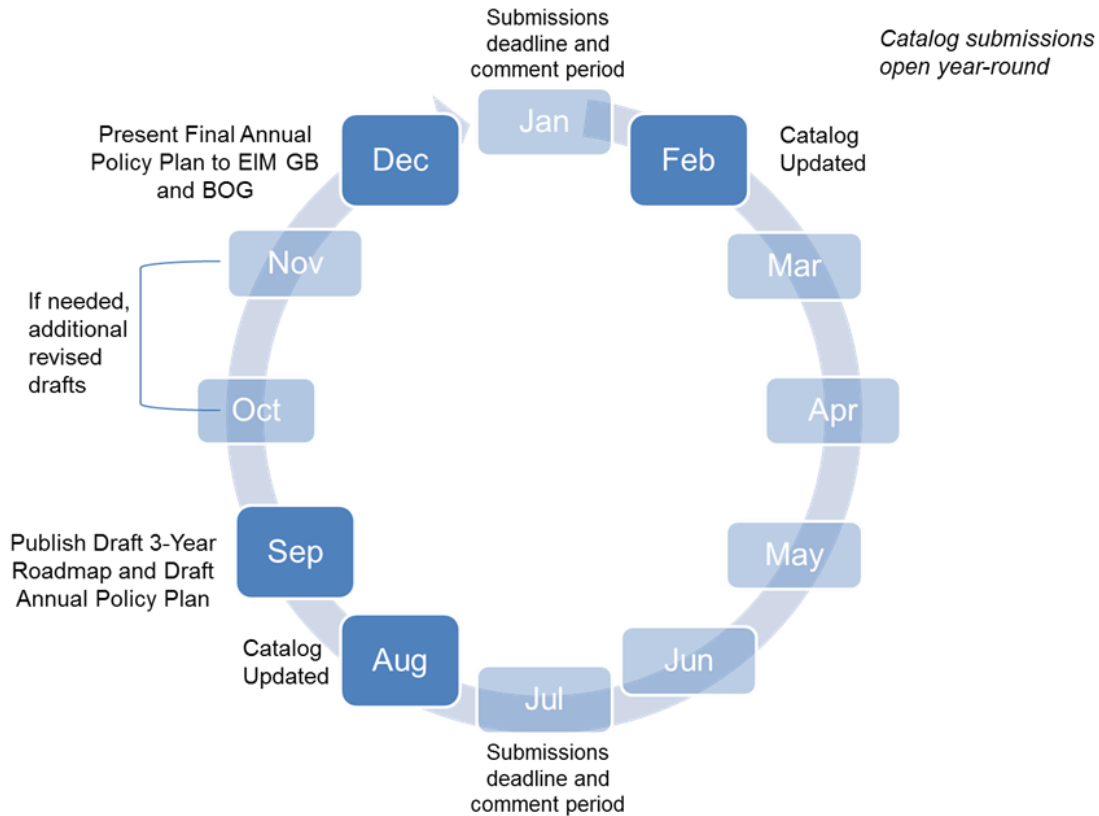 Submissions
deadline and
comment period
Catalog submissions
open year-round
Jan
Present Final Annual
Policy Plan to EIM GB
and BOG
Dec
Feb
Catalog
Updated
Nov
Mar
If needed,
additional
revised
drafts
Oct
Apr
Publish Draft 3-Year
Roadmap and Draft
Annual Policy Plan
Sep
May
Catalog
Updated
Aug
Jun
Jul
Submissions
deadline and
comment period